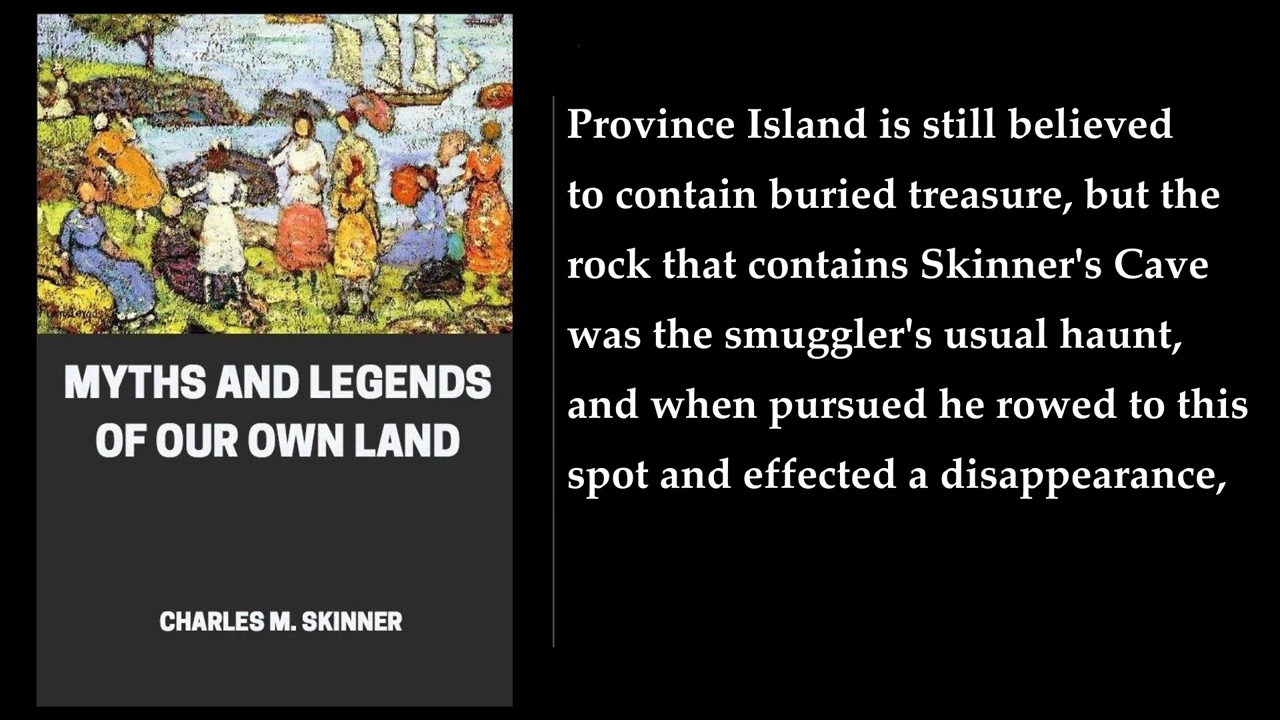 MYTHS AND LEGENDS
OF OUR OWN LAND
CHARLES M. SKINNER
Province Island is still believed
to contain buried treasure, but the
rock that contains Skinner's Cave
was the smuggler's usual haunt,
and when pursued he rowed to this
spot and effected a disappearance,